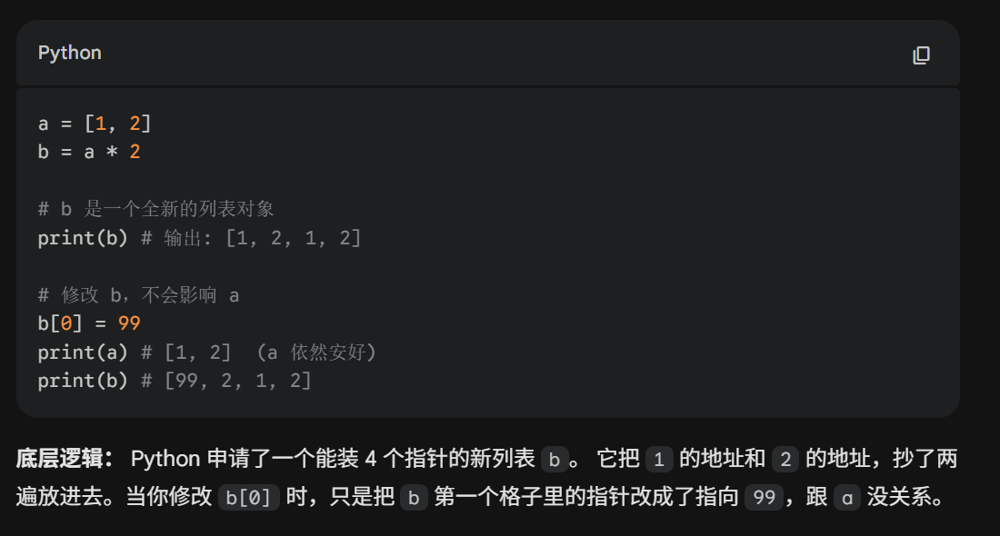 Python
a = [1, 2]
b = a * 2
# b 是一个全新的列表对象
print(b) # 输出: [1, 2, 1, 2]
# 修改 b，不会影响 a
b[0] = 99
print(a) # [1, 2]  (a 依然安好)
print(b) # [99, 2, 1, 2]
底层逻辑： Python 申请了一个能装 4 个指针的新列表 b 。 它把 1 的地址和 2 的地址，抄了两
遍放进去。当你修改 b[0] 时，只是把 b 第一个格子里的指针改成了指向 99 ，跟 a 没关系。